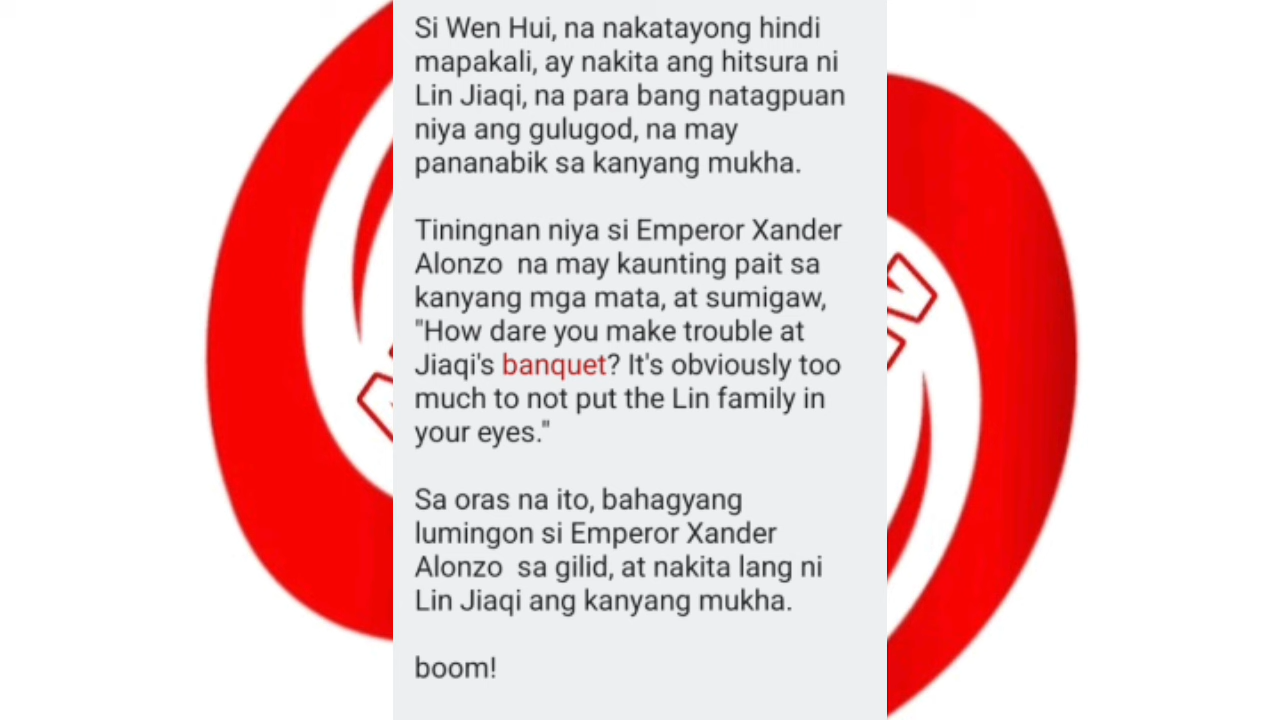 Si Wen Hui, na nakatayong hindi
mapakali, ay nakita ang hitsura ni
Lin Jiaqi, na para bang natagpuan
niya ang gulugod, na may
pananabik sa kanyang mukha.
Tiningnan niya si Emperor Xander
Alonzo  na may kaunting pait sa
kanyang mga mata, at sumigaw,
"How dare you make trouble at
Jiaqi's banquet? It's obviously too
much to not put the Lin family in
your eyes."
Sa oras na ito, bahagyang
lumingon si Emperor Xander
Alonzo  sa gilid, at nakita lang ni
Lin Jiaqi ang kanyang mukha.
boom!